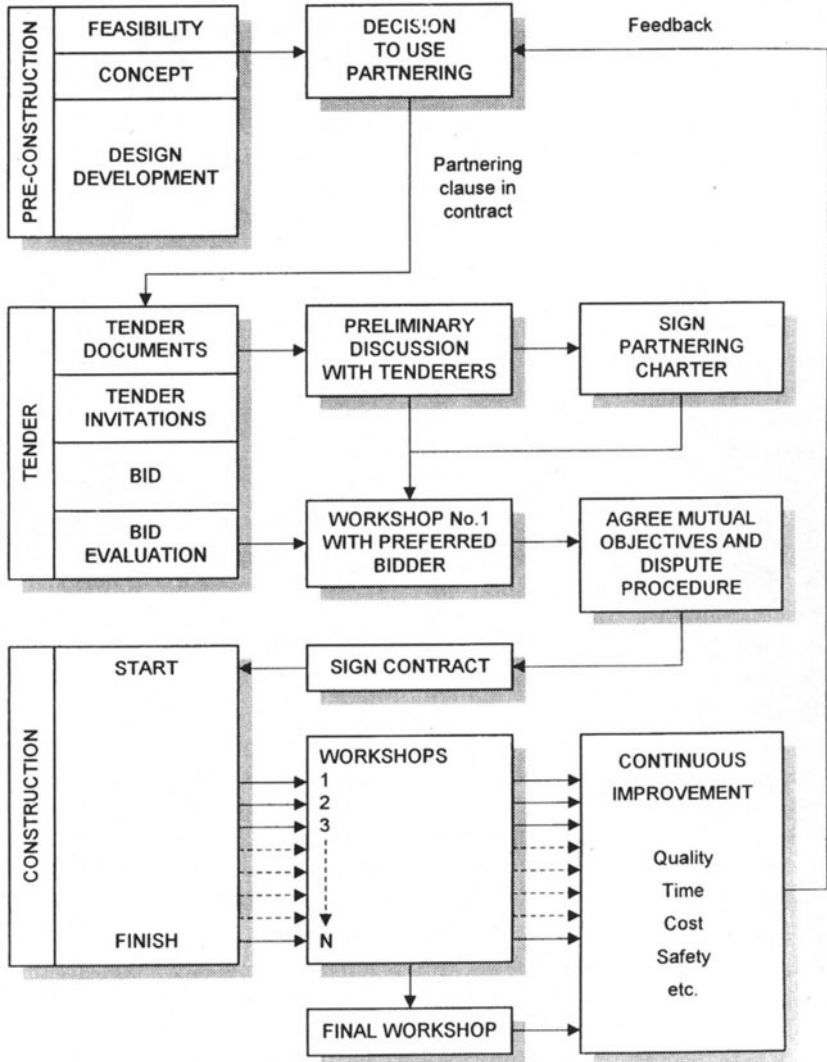 PRE-CONSTRUCTION
FEASIBILITY
CONCEPT
DESIGN
DEVELOPMENT
DECISION
TO USE
PARTNERING
Feedback
Partnering
clause in
contract
TENDER
TENDER
DOCUMENTS
TENDER
INVITATIONS
BID
BID
EVALUATION
PRELIMINARY
DISCUSSION
WITH TENDERERS
SIGN
PARTNERING
CHARTER
WORKSHOP No.1
WITH PREFERRED
BIDDER
AGREE MUTUAL
OBJECTIVES AND
DISPUTE
PROCEDURE
CONSTRUCTION
START
FINISH
SIGN CONTRACT
WORKSHOPS
1
2
3
N
FINAL WORKSHOP
CONTINUOUS
IMPROVEMENT
Quality
Time
Cost
Safety
etc.